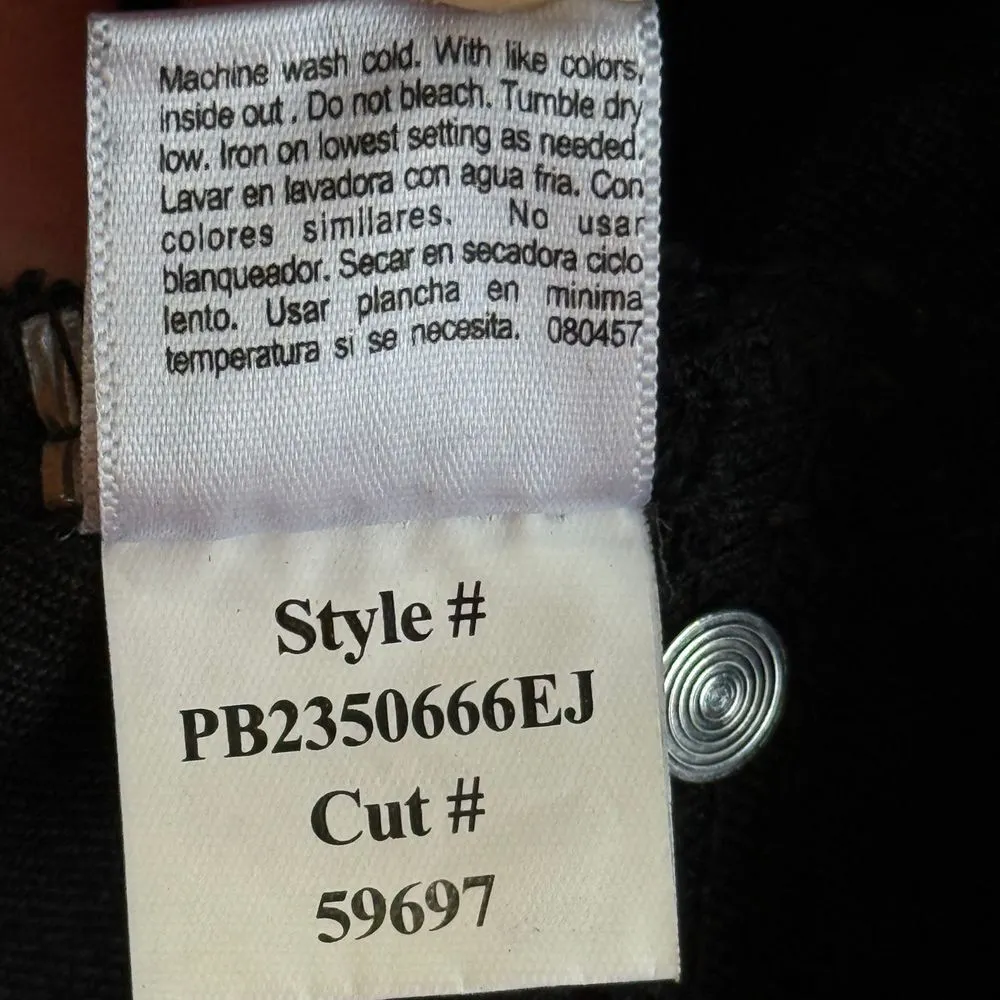 Machine wash cold. With like colors,
inside out . Do not bleach. Tumble dry
low. Iron on lowest setting as needed.
Lavar en lavadora con agua fria. Con
colores similares. No usar
blanqueador. Secar en secadora ciclo
lento. Usar plancha en minima
temperatura si se necesita. 080457
Style #
PB2350666EJ
Cut #
59697